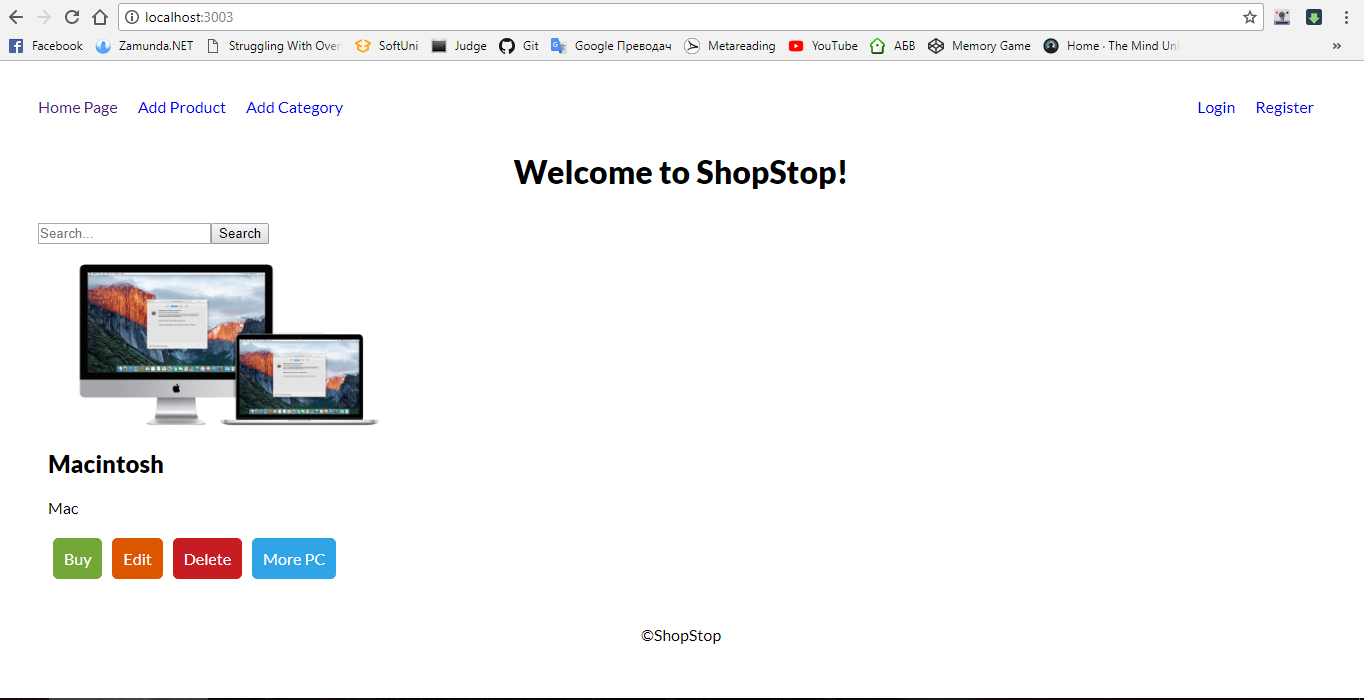 localhost:3003
Facebook Zamunda.NET Struggling With Over SoftUni Judge Git Google Преводач Metareading YouTube АБВ Memory Game Home · The Mind Unl »
Home Page Add Product Add Category Login Register
Welcome to ShopStop!
Search... Search
Macintosh
Mac
Buy Edit Delete More PC
©ShopStop